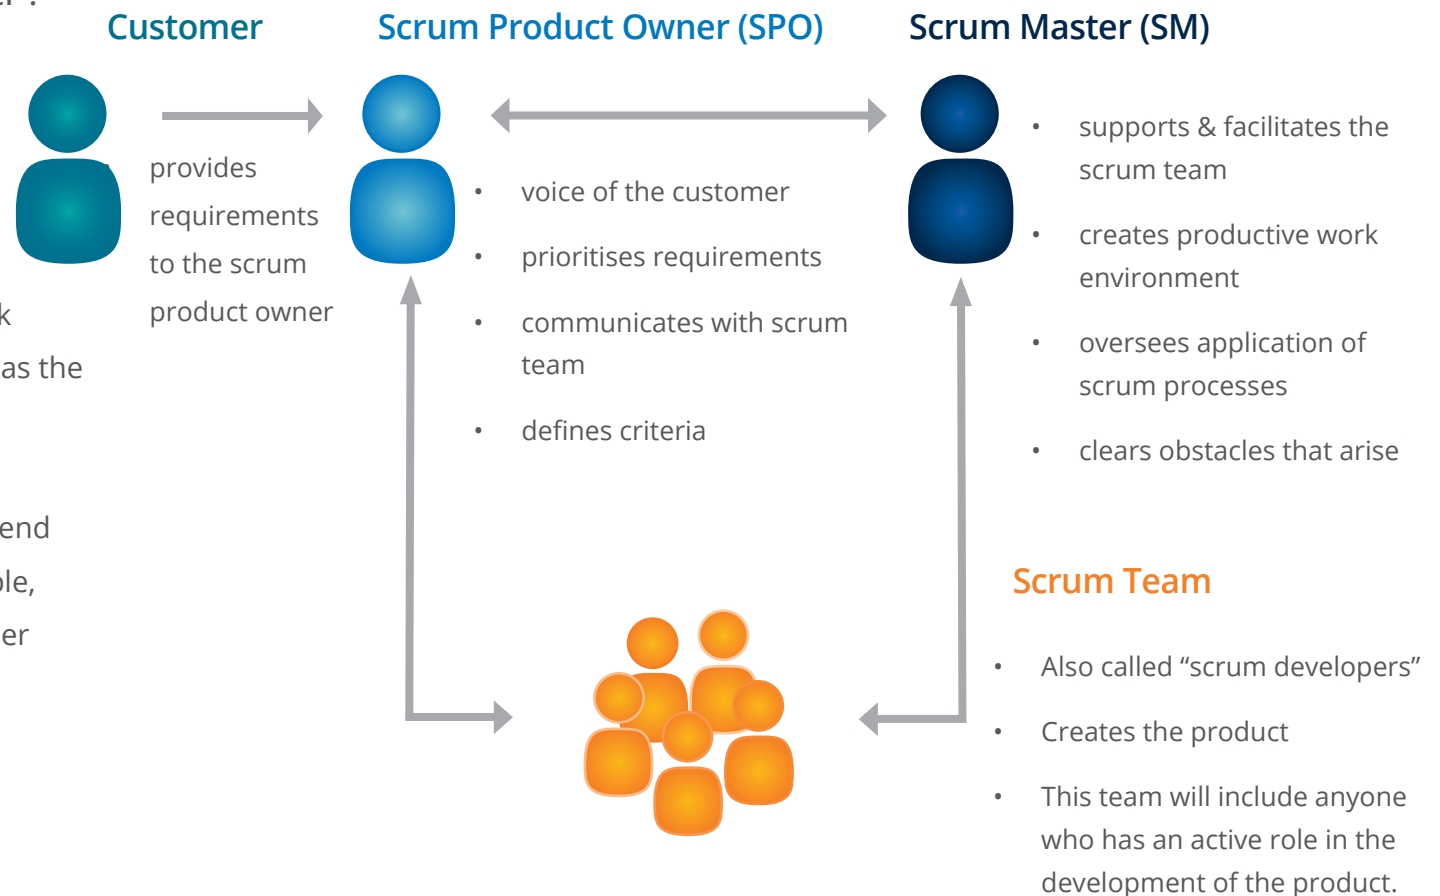 Customer
Scrum Product Owner (SPO)
Scrum Master (SM)
provides
requirements
to the scrum
product owner
• voice of the customer
• prioritises requirements
• communicates with scrum
team
• defines criteria
• supports & facilitates the
scrum team
• creates productive work
environment
• oversees application of
scrum processes
• clears obstacles that arise
as the
end
Scrum Team
• Also called “scrum developers”
• Creates the product
• This team will include anyone
who has an active role in the
development of the product.